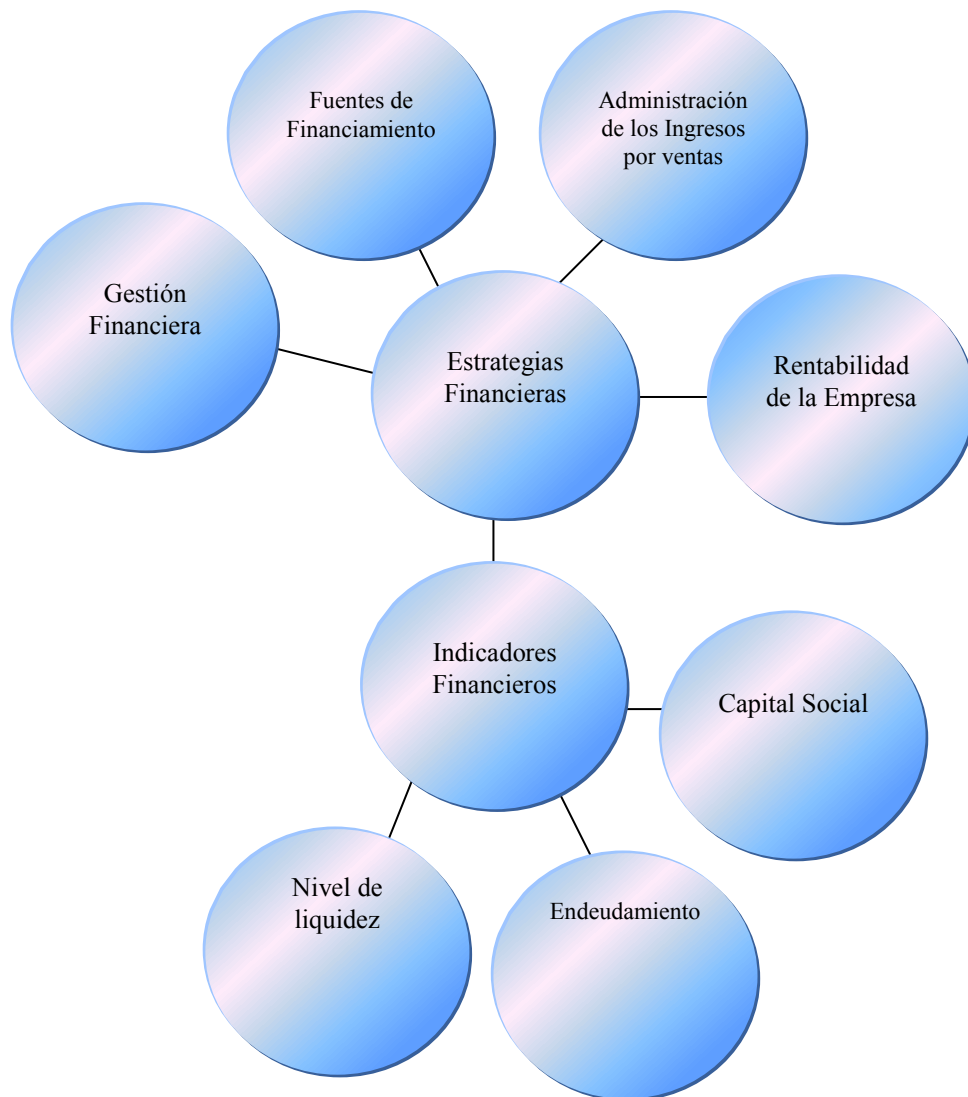 Fuentes de
Financiamiento
Administración
de los Ingresos
por ventas
Gestión
Financiera
Estrategias
Financieras
Rentabilidad
de la Empresa
Indicadores
Financieros
Capital Social
Nivel de
liquidez
Endeudamiento